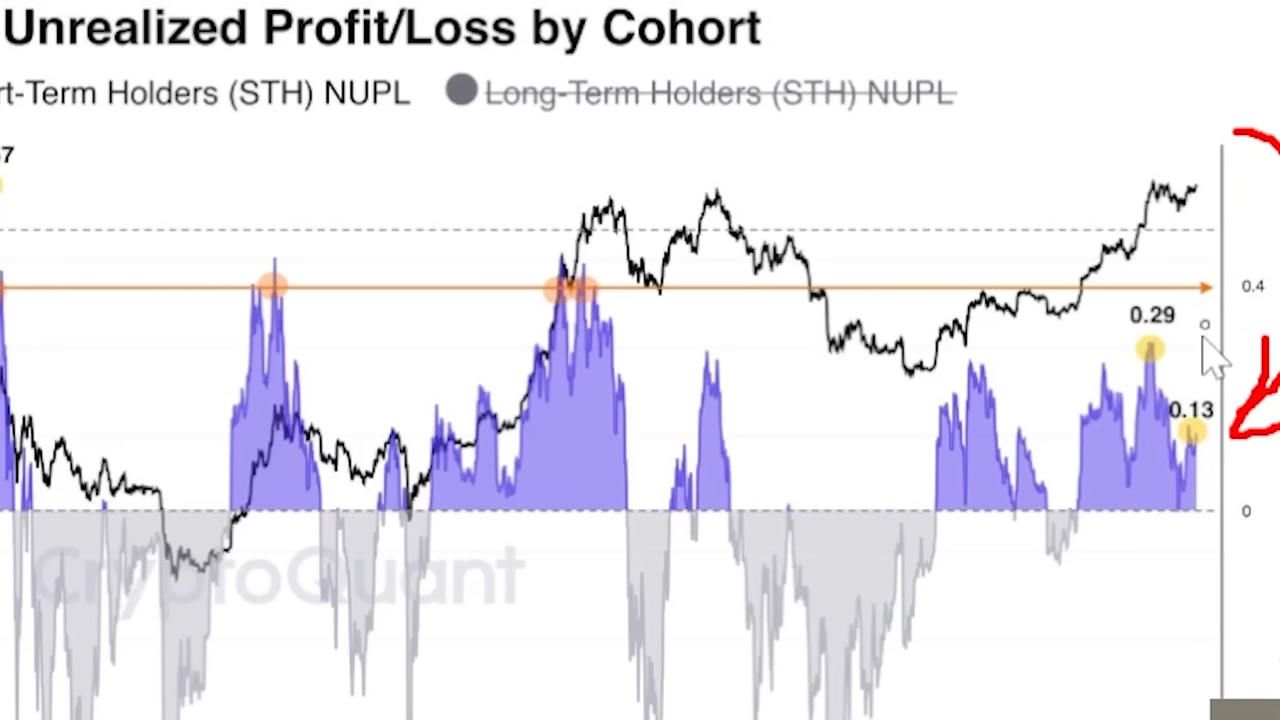 Unrealized Profit/Loss by Cohort
rt-Term Holders (STH) NUPL
Long-Term Holders (STH) NUPL
7
0.4
0.29
0.13
0
CryptoQuant